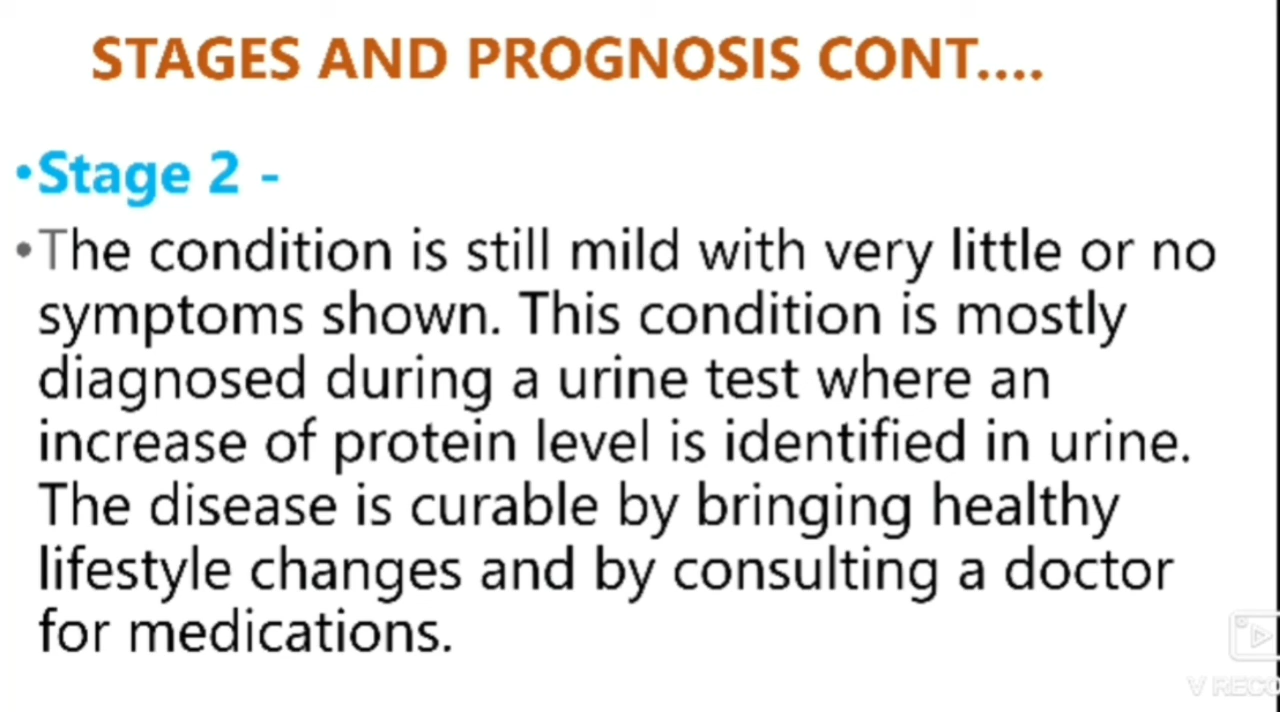 STAGES AND PROGNOSIS CONT....
•Stage 2 -
•The condition is still mild with very little or no
symptoms shown. This condition is mostly
diagnosed during a urine test where an
increase of protein level is identified in urine.
The disease is curable by bringing healthy
lifestyle changes and by consulting a doctor
for medications.